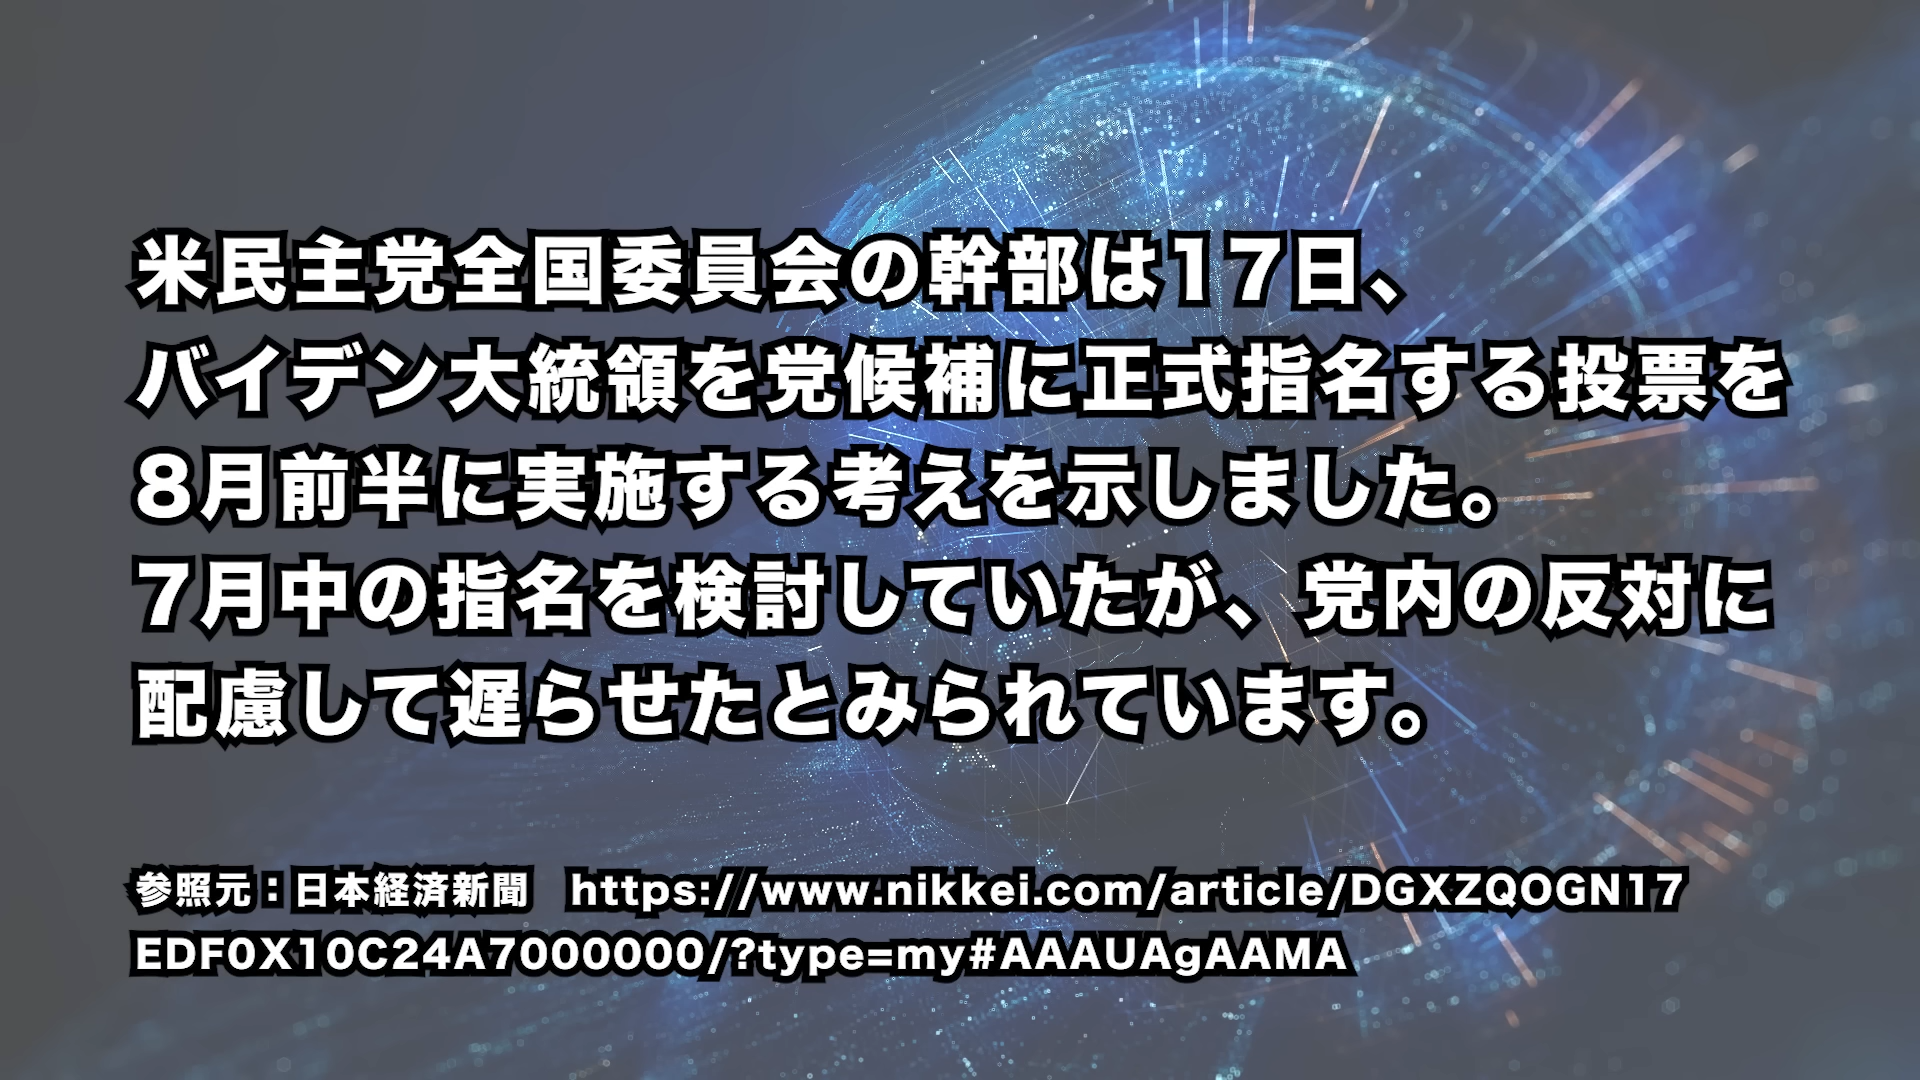 米民主党全国委員会の幹部は17日、
バイデン大統領を党候補に正式指名する投票を
8月前半に実施する考えを示しました。
7月中の指名を検討していたが、党内の反対に
配慮して遅らせたとみられています。
参照元：日本経済新聞　https://www.nikkei.com/article/DGXZQOGN17
EDF0X10C24A7000000/?type=my#AAAUAgAAMA